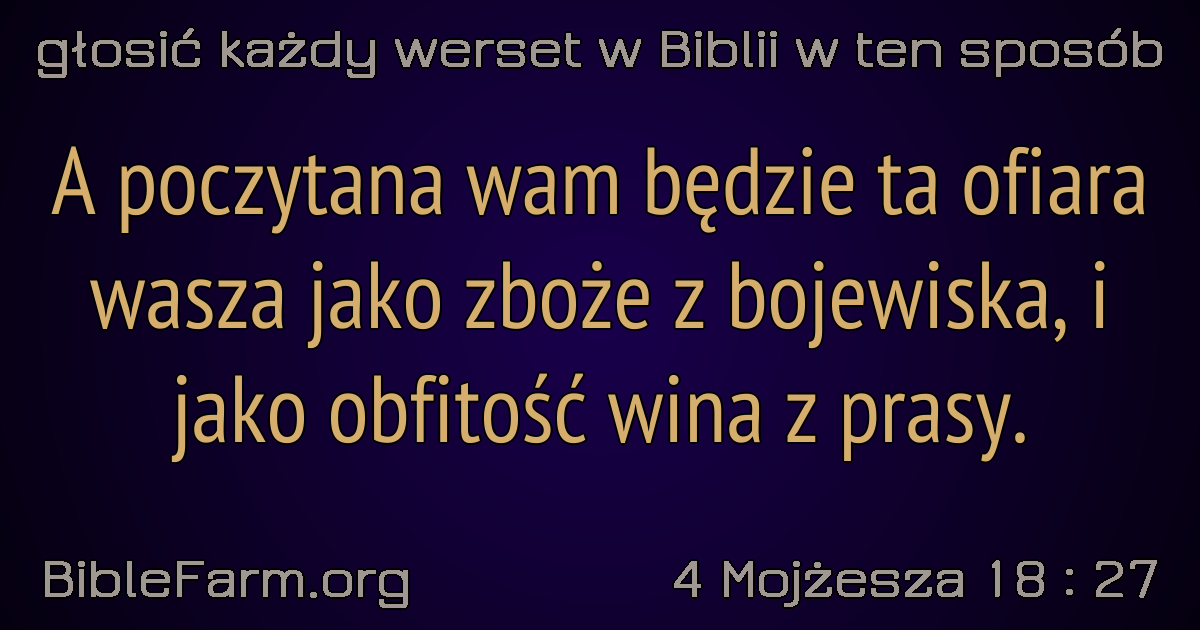 głosić każdy werset w Biblii w ten sposób
A poczytana wam będzie ta ofiara
wasza jako zboże z bojewiska, i
jako obfitość wina z prasy.
BibleFarm.org
4 Mojżesza 18 : 27